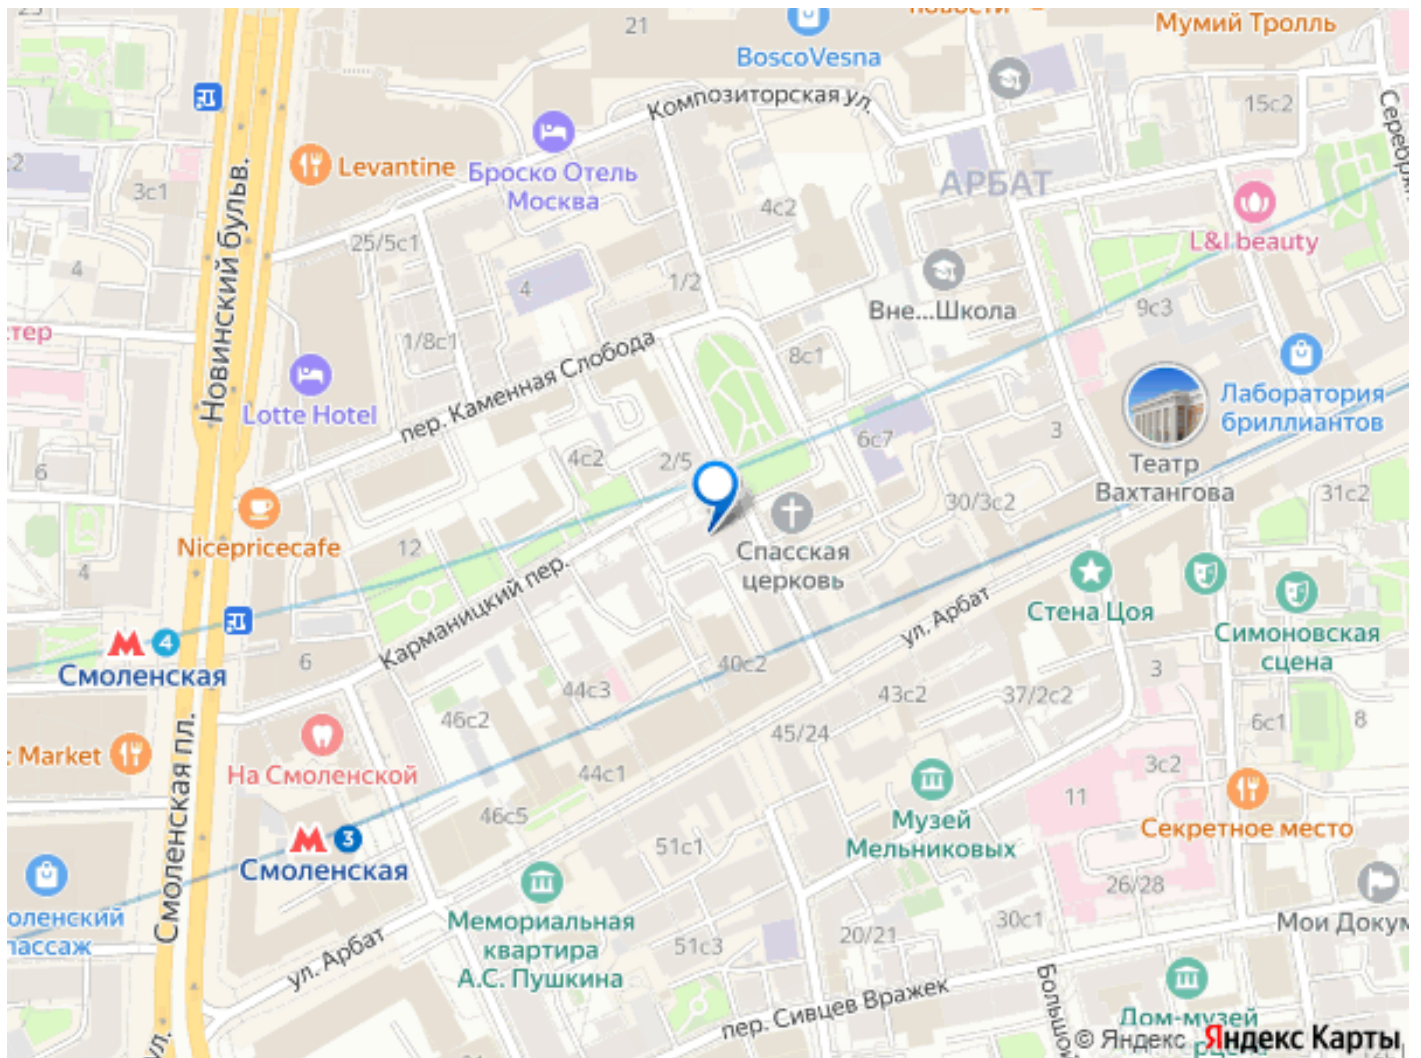 21
новости
Мумий Тролль
BoscoVesna
Композиторская ул.
15с2
Levantine
Броско Отель
Москва
3с1
АРБАТ
4с2
L&I beauty
25/5с1
4
4
1/2
Вне...Школа
9с3
Новинский бульв.
1/8с1
8с1
Lotte Hotel
пер. Каменная Слобода
Лаборатория
бриллиантов
6с7
3
Театр
Вахтангова
6
4с2
2/5
30/3с2
31с2
Nicepricecafe
12
Спасская
церковь
4
Карманицкий пер.
Стена Цоя
ул. Арбат
Симоновская
сцена
4
Смоленская
6
40с2
44с3
43с2
37/2с2
3
46с2
45/24
6с1
8
Market
На Смоленской
44с1
3с2
11
Смоленская пл.
46с5
Музей
Мельниковых
Секретное место
3
Смоленская
51с1
26/28
Мемориальная
квартира
А.С. Пушкина
30с1
20/21
51с3
Мои Докум
ул. Арбат
пер. Сивцев Вражек
Большой
Дом-музей
© Яндекс Яндекс Карты